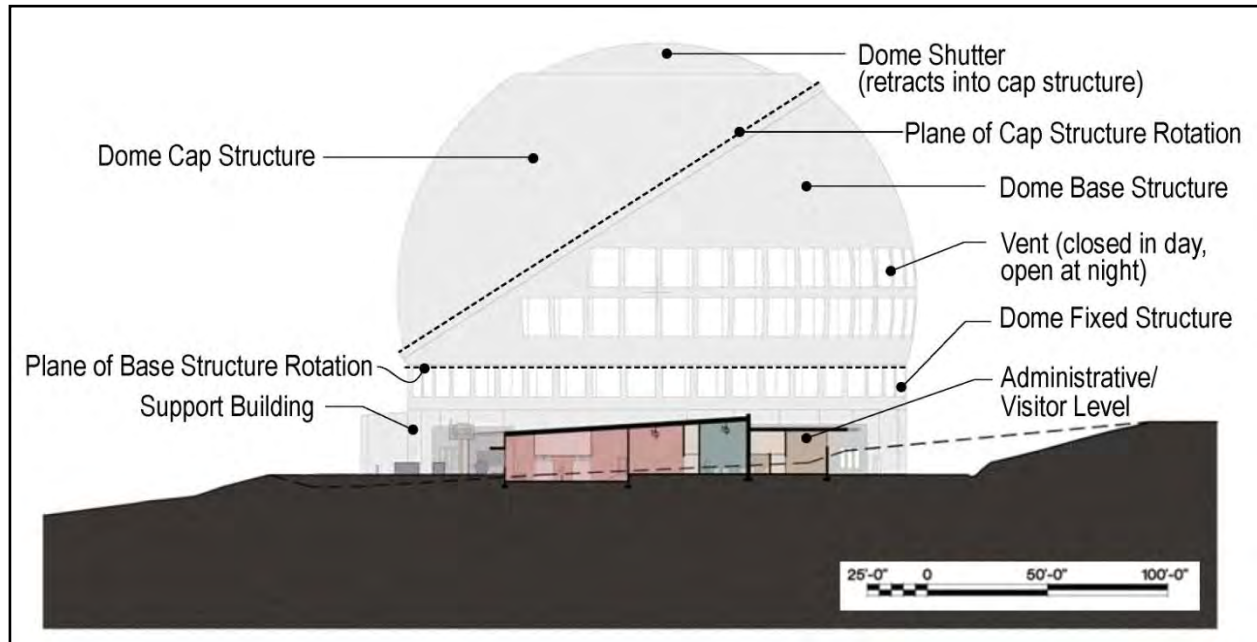 Dome Shutter
(retracts into cap structure)
Plane of Cap Structure Rotation
Dome Cap Structure
Dome Base Structure
Vent (closed in day,
open at night)
Dome Fixed Structure
Plane of Base Structure Rotation
Support Building
Administrative/
Visitor Level
25'-0" 0 50'-0" 100'-0"